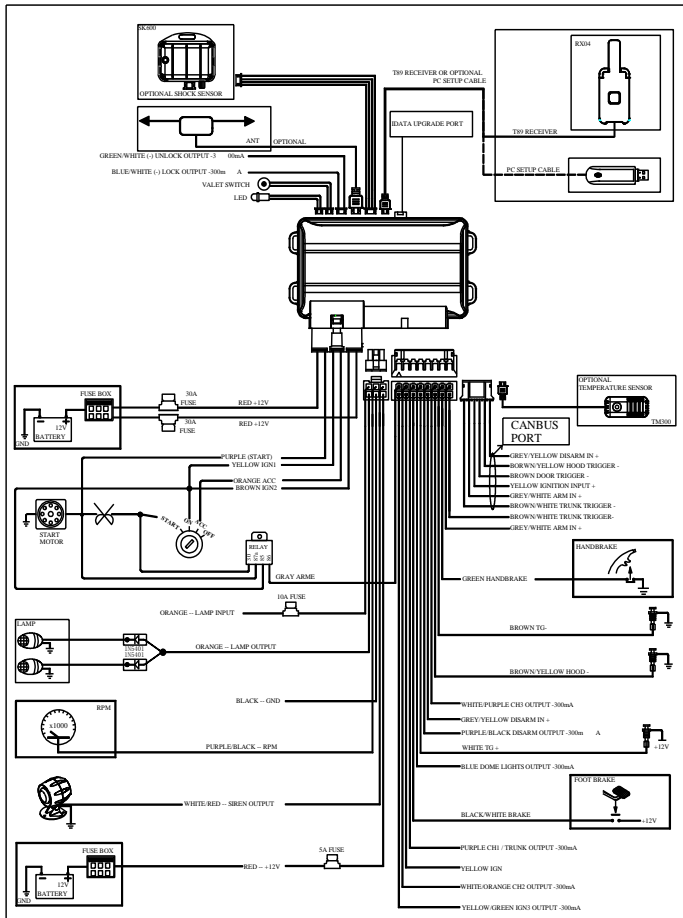 SK600
OPTIONAL SHOCK SENSOR
ANT
OPTIONAL
GREEN/WHITE (-) UNLOCK OUTPUT -3 00mA
BLUE/WHITE (-) LOCK OUTPUT -300m A
VALET SWITCH
LED
T89 RECEIVER OR OPTIONAL
PC SETUP CABLE
IDATA UPGRADE PORT
RX04
T89 RECEIVER
PC SETUP CABLE
FUSE BOX
12V
BATTERY
GND
30A
FUSE
RED +12V
30A
FUSE
RED +12V
OPTIONAL
TEMPERATURE SENSOR
TM300
CANBUS
PORT
A
PURPLE (START)
YELLOW IGN1
ORANGE ACC
BROWN IGN2
GREY/YELLOW DISARM IN +
BORWN/YELLOW HOOD TRIGGER -
BROWN DOOR TRIGGER -
YELLOW IGNITION INPUT +
GREY/WHITE ARM IN +
BROWN/WHITE TRUNK TRIGGER -
BROWN/WHITE TRUNK TRIGGER-
GREY/WHITE ARM IN +
START
MOTOR
START
ON
ACC
OFF
RELAY
30
87a
85
86
GRAY ARME
HANDBRAKE
GREEN HANDBRAKE
10A FUSE
ORANGE -- LAMP INPUT
BROWN TG-
LAMP
1N5401
1N5401
ORANGE -- LAMP OUTPUT
BROWN/YELLOW HOOD -
BLACK -- GND
RPM
x1000
PURPLE/BLACK -- RPM
WHITE/PURPLE CH3 OUTPUT -300mA
GREY/YELLOW DISARM IN +
PURPLE/BLACK DISARM OUTPUT -300m A
WHITE TG +
+12V
BLUE DOME LIGHTS OUTPUT -300mA
FOOT BRAKE
WHITE/RED -- SIREN OUTPUT
BLACK/WHITE BRAKE
+12V
FUSE BOX
12V
BATTERY
GND
5A FUSE
RED -- +12V
PURPLE CH1 / TRUNK OUTPUT -300mA
YELLOW IGN
WHITE/ORANGE CH2 OUTPUT -300mA
YELLOW/GREEN IGN3 OUTPUT -300mA